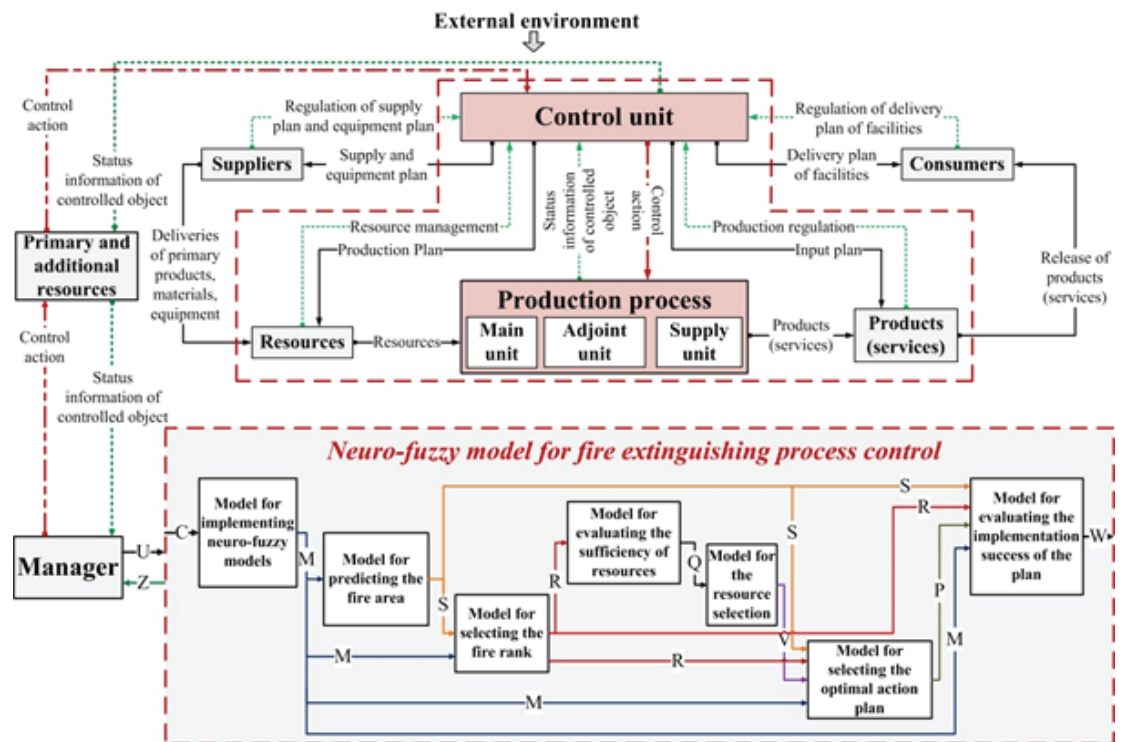 External environment
Control
action
Regulation of supply
plan and equipment plan
Control unit
Regulation of delivery
plan of facilities
Status
information of
controlled object
Suppliers
Supply and
equipment plan
Delivery plan
of facilities
Consumers
Status
information
of controlled
object
Control
action
Primary and
additional
resources
Deliveries
of primary
products,
materials,
equipment
Resource management
Production Plan
Production regulation
Input plan
Release of
products
(services)
Production process
Main
unit
Adjoint
unit
Supply
unit
Resources
Resources
Products
(services)
Products
(services)
Control
action
Status
information of
controlled object
Neuro-fuzzy model for fire extinguishing process control
Manager
U
Z
C
Model for
implementing
neuro-fuzzy
models
M
Model for
predicting the
fire area
S
Model for
selecting the
fire rank
M
R
Model for
evaluating the
sufficiency of
resources
Q
Model for
the
resource
selection
V
S
S
R
R
M
Model for
selecting the
optimal action
plan
P
M
Model for
evaluating the
implementation
success of the
plan
W